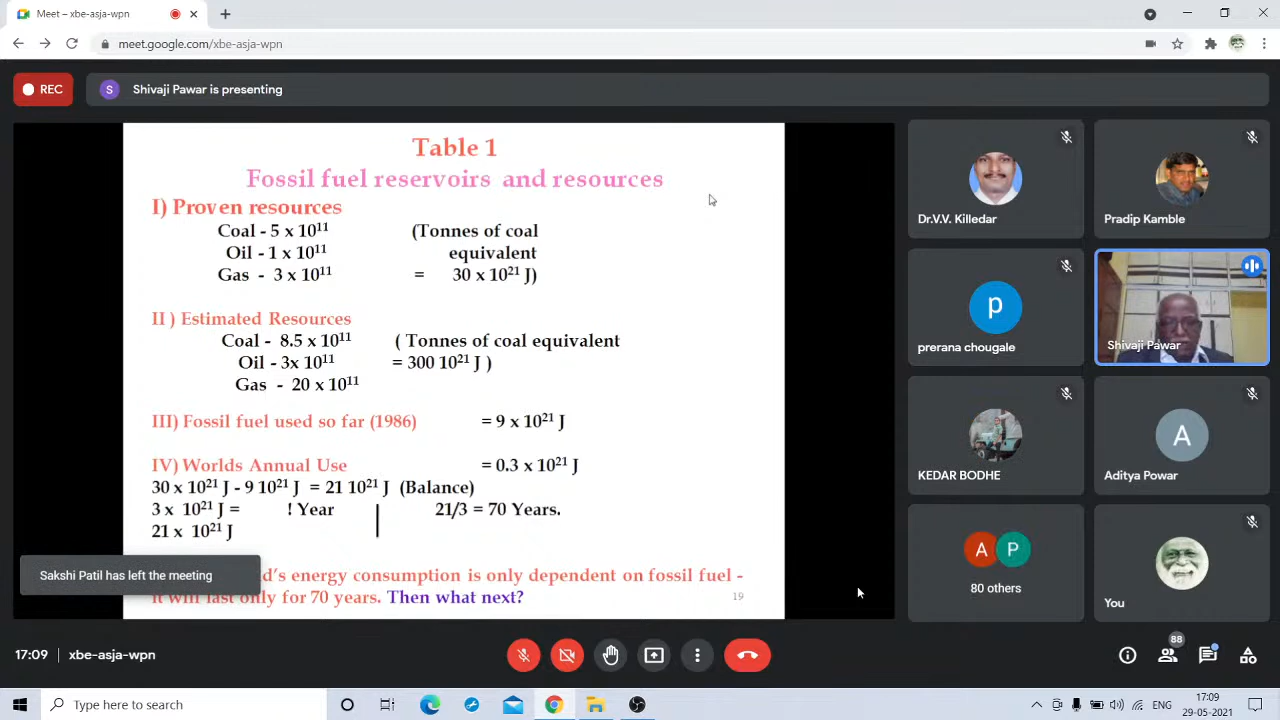 Meet – xbe-asja-wpn
meet.google.com/xbe-asja-wpn
REC
S
Shivaji Pawar is presenting
Table 1
Fossil fuel reservoirs and resources
I) Proven resources
Coal - 5 x 10¹¹ (Tonnes of coal
Oil - 1 x 10¹¹ equivalent
Gas - 3 x 10¹¹ = 30 x 10²¹ J)
II ) Estimated Resources
Coal - 8.5 x 10¹¹ ( Tonnes of coal equivalent
Oil - 3x 10¹¹ = 300 10²¹ J )
Gas - 20 x 10¹¹
III) Fossil fuel used so far (1986) = 9 x 10²¹ J
IV) Worlds Annual Use = 0.3 x 10²¹ J
30 x 10²¹ J - 9 10²¹ J = 21 10²¹ J (Balance)
3 x 10²¹ J = ! Year 21/3 = 70 Years.
21 x 10²¹ J
d's energy consumption is only dependent on fossil fuel -
it will last only for 70 years. Then what next?
19
Sakshi Patil has left the meeting
Dr.V.V. Killedar
Pradip Kamble
p
prerana chougale
Shivaji Pawar
KEDAR BODHE
A
Aditya Powar
A P
80 others
You
17:09 | xbe-asja-wpn
88
Type here to search
ENG
17:09
29-05-2021